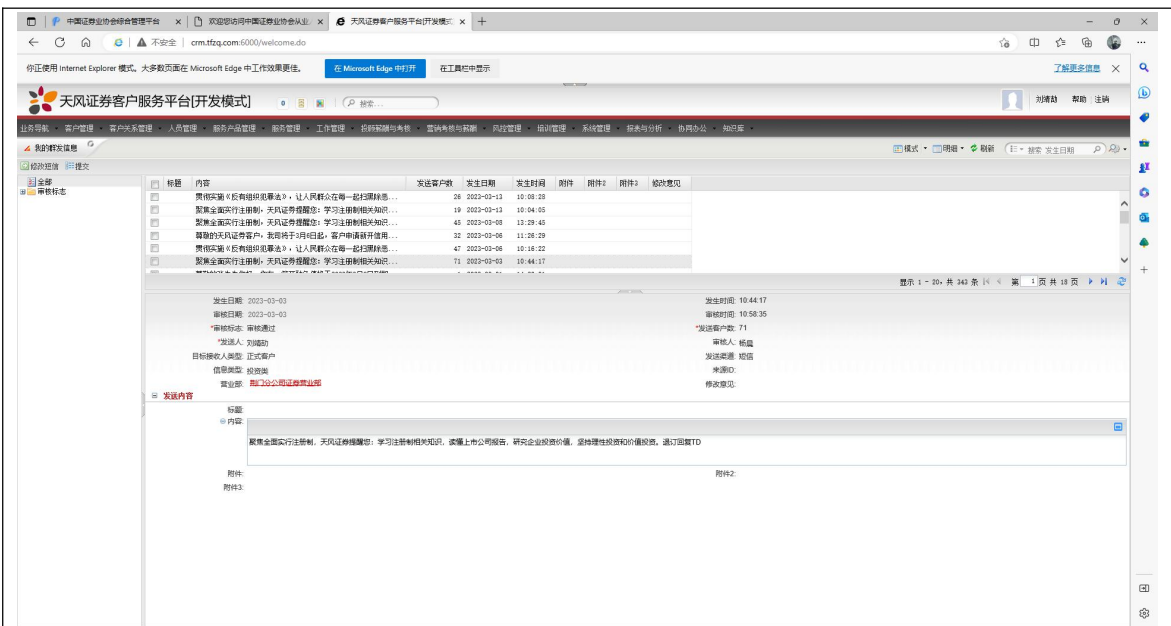 中国证券业协会综合管理平台
欢迎您访问中国证券业协会从业
天风证券客户服务平台[开发模式
不安全 crm.tfzq.com:6000/welcome.do
你正使用 Internet Explorer 模式。大多数页面在 Microsoft Edge 中工作效果更佳。 在 Microsoft Edge 中打开 在工具栏中显示 了解更多信息
天风证券客户服务平台[开发模式] 搜索... 刘靖劼 帮助 注销
业务导航 客户管理 客户关系管理 人员管理 服务产品管理 服务管理 工作管理 投顾薪酬与考核 营销考核与薪酬 风控管理 培训管理 系统管理 报表与分析 协同办公 知识库
我的群发信息 模式 明细 刷新 搜索 发生日期
修改短信 提交
全部
审核标志
标题 内容 发送客户数 发生日期 发生时间 附件 附件2 附件3 修改意见
贯彻实施《反有组织犯罪法》,让人民群众在每一起扫黑除恶... 26 2023-03-13 10:08:28
聚焦全面实行注册制,天风证券提醒您:学习注册制相关知识... 19 2023-03-13 10:04:05
聚焦全面实行注册制,天风证券提醒您:学习注册制相关知识... 45 2023-03-08 13:29:45
尊敬的天风证券客户,我司将于3月8日起,客户申请新开信用... 32 2023-03-06 11:26:29
贯彻实施《反有组织犯罪法》,让人民群众在每一起扫黑除恶... 47 2023-03-06 10:16:22
聚焦全面实行注册制,天风证券提醒您:学习注册制相关知识... 71 2023-03-03 10:44:17
显示 1 - 20, 共 343 条 第 1 页 共 18 页
发生日期: 2023-03-03 发生时间: 10:44:17
审核日期: 2023-03-03 审核时间: 10:58:35
*审核标志: 审核通过 *发送客户数: 71
*发送人: 刘靖劼 审核人: 杨晨
目标接收人类型: 正式客户 发送渠道: 短信
信息类型: 投资类 来源ID:
营业部: 荆门分公司证券营业部 修改意见:
发送内容
标题:
内容:
聚焦全面实行注册制,天风证券提醒您:学习注册制相关知识,读懂上市公司报告,研究企业投资价值,坚持理性投资和价值投资。退订回复TD
附件: 附件2:
附件3: